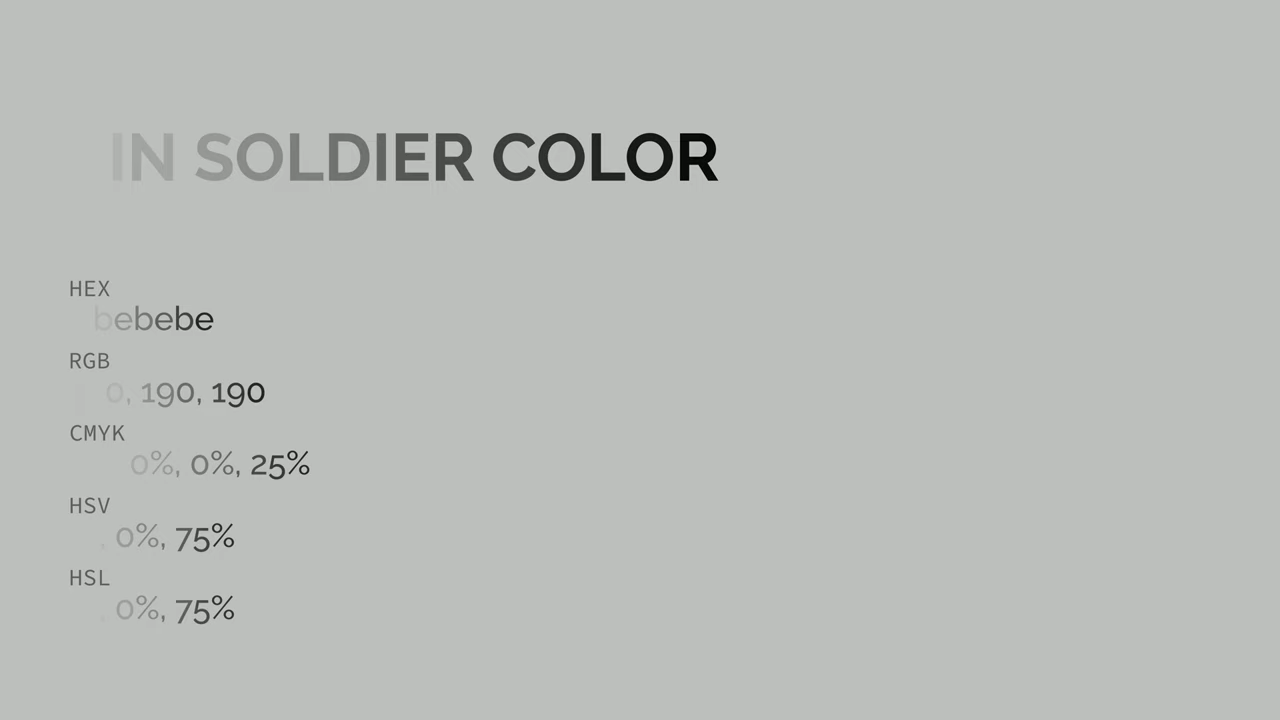 IN SOLDIER COLOR
HEX
bebebe
RGB
0, 190, 190
CMYK
0%, 0%, 25%
HSV
, 0%, 75%
HSL
, 0%, 75%